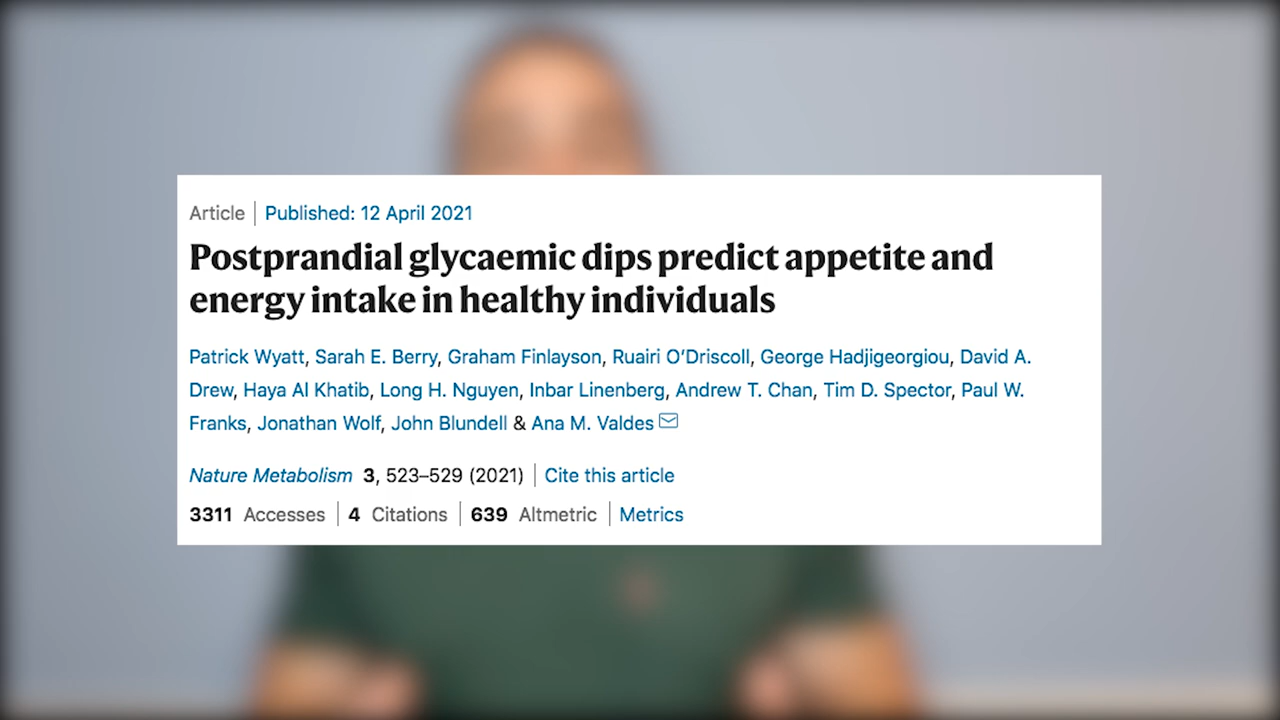 Article | Published: 12 April 2021
Postprandial glycaemic dips predict appetite and
energy intake in healthy individuals
Patrick Wyatt, Sarah E. Berry, Graham Finlayson, Ruairi O’Driscoll, George Hadjigeorgiou, David A.
Drew, Haya Al Khatib, Long H. Nguyen, Inbar Linenberg, Andrew T. Chan, Tim D. Spector, Paul W.
Franks, Jonathan Wolf, John Blundell & Ana M. Valdes
Nature Metabolism 3, 523–529 (2021) | Cite this article
3311 Accesses | 4 Citations | 639 Altmetric | Metrics